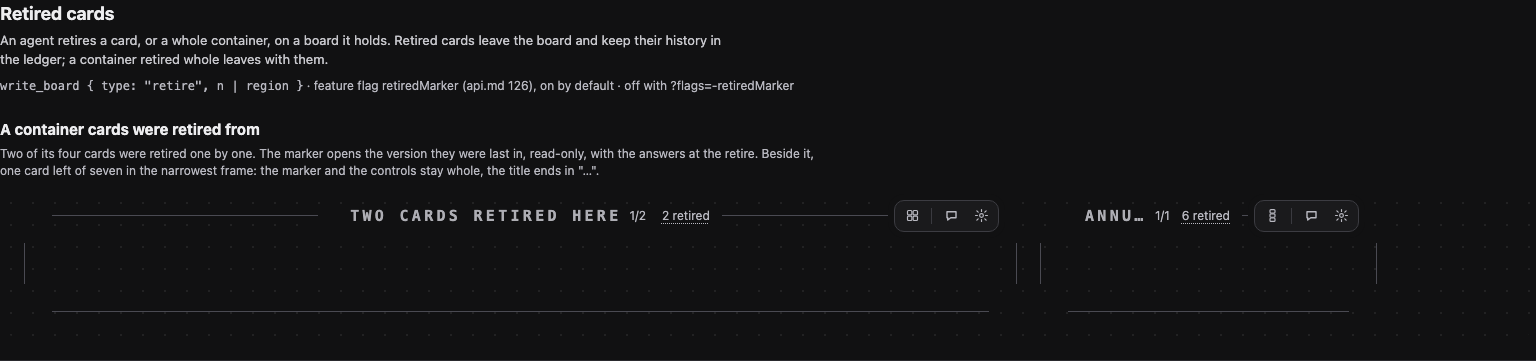 Retired cards
An agent retires a card, or a whole container, on a board it holds. Retired cards leave the board and keep their history in
the ledger; a container retired whole leaves with them.
write_board { type: "retire", n | region } · feature flag retiredMarker (api.md 126), on by default · off with ?flags=-retiredMarker
A container cards were retired from
Two of its four cards were retired one by one. The marker opens the version they were last in, read-only, with the answers at the retire. Beside it,
one card left of seven in the narrowest frame: the marker and the controls stay whole, the title ends in "…".
TWO CARDS RETIRED HERE 1/2 2 retired
ANNU… 1/1 6 retired